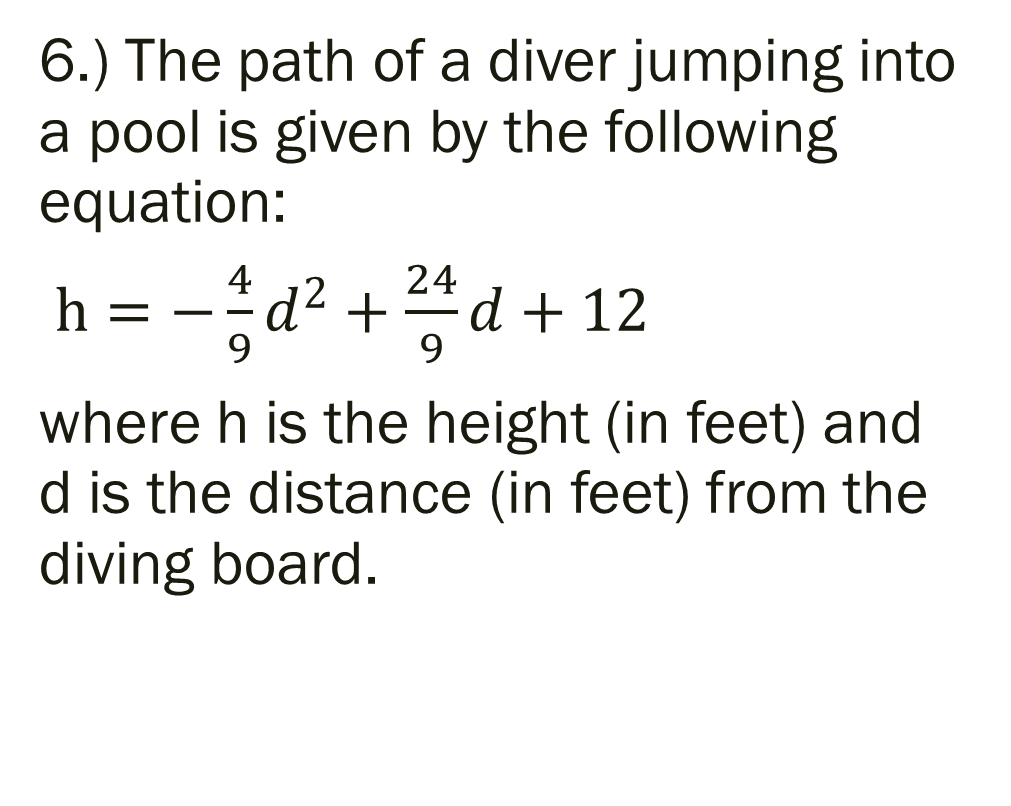 6.) The path of a diver jumping into
a pool is given by the following
equation:
h = −4/9 d² + 24/9 d + 12
where h is the height (in feet) and
d is the distance (in feet) from the
diving board.